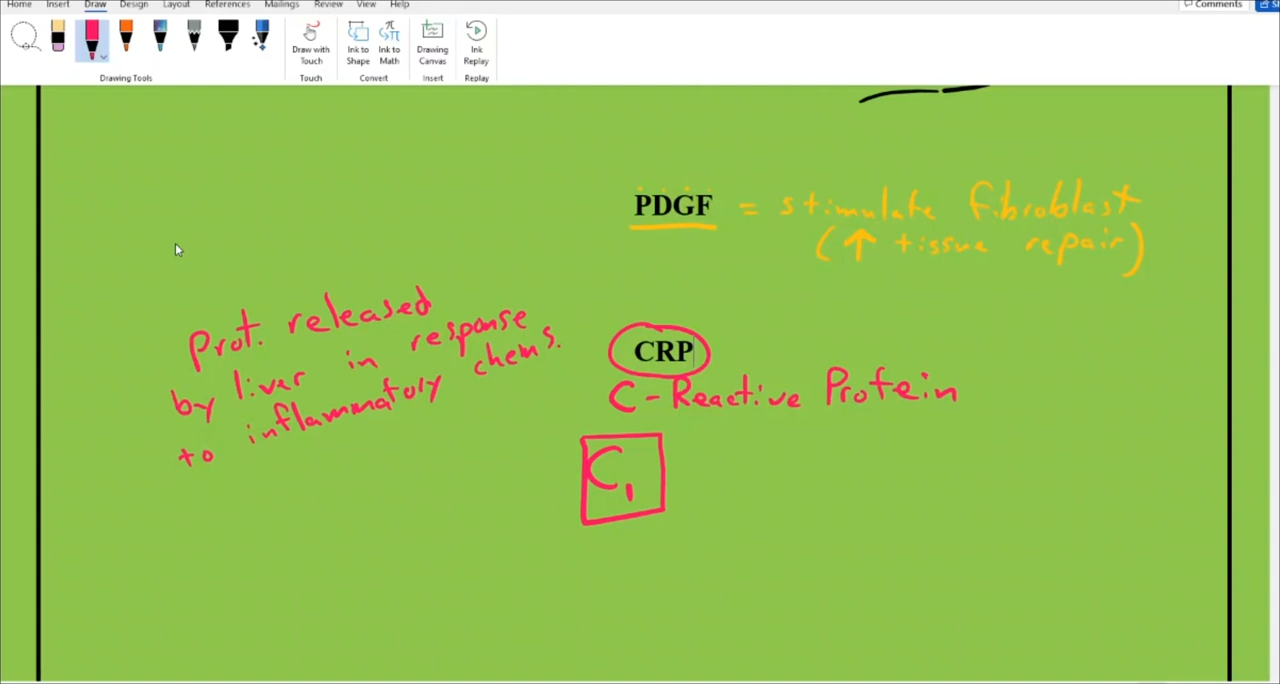 Home Insert Draw Design Layout References Mailings Review View Help
Comments
Draw with Touch
Ink to Shape
Ink to Math
Drawing Canvas
Ink Replay
Drawing Tools Touch Convert Insert Replay
PDGF = stimulate fibroblast
(↑ tissue repair)
Prot. released
by liver in response
to inflammatoly chems.
CRP
C-Reactive Protein
C1